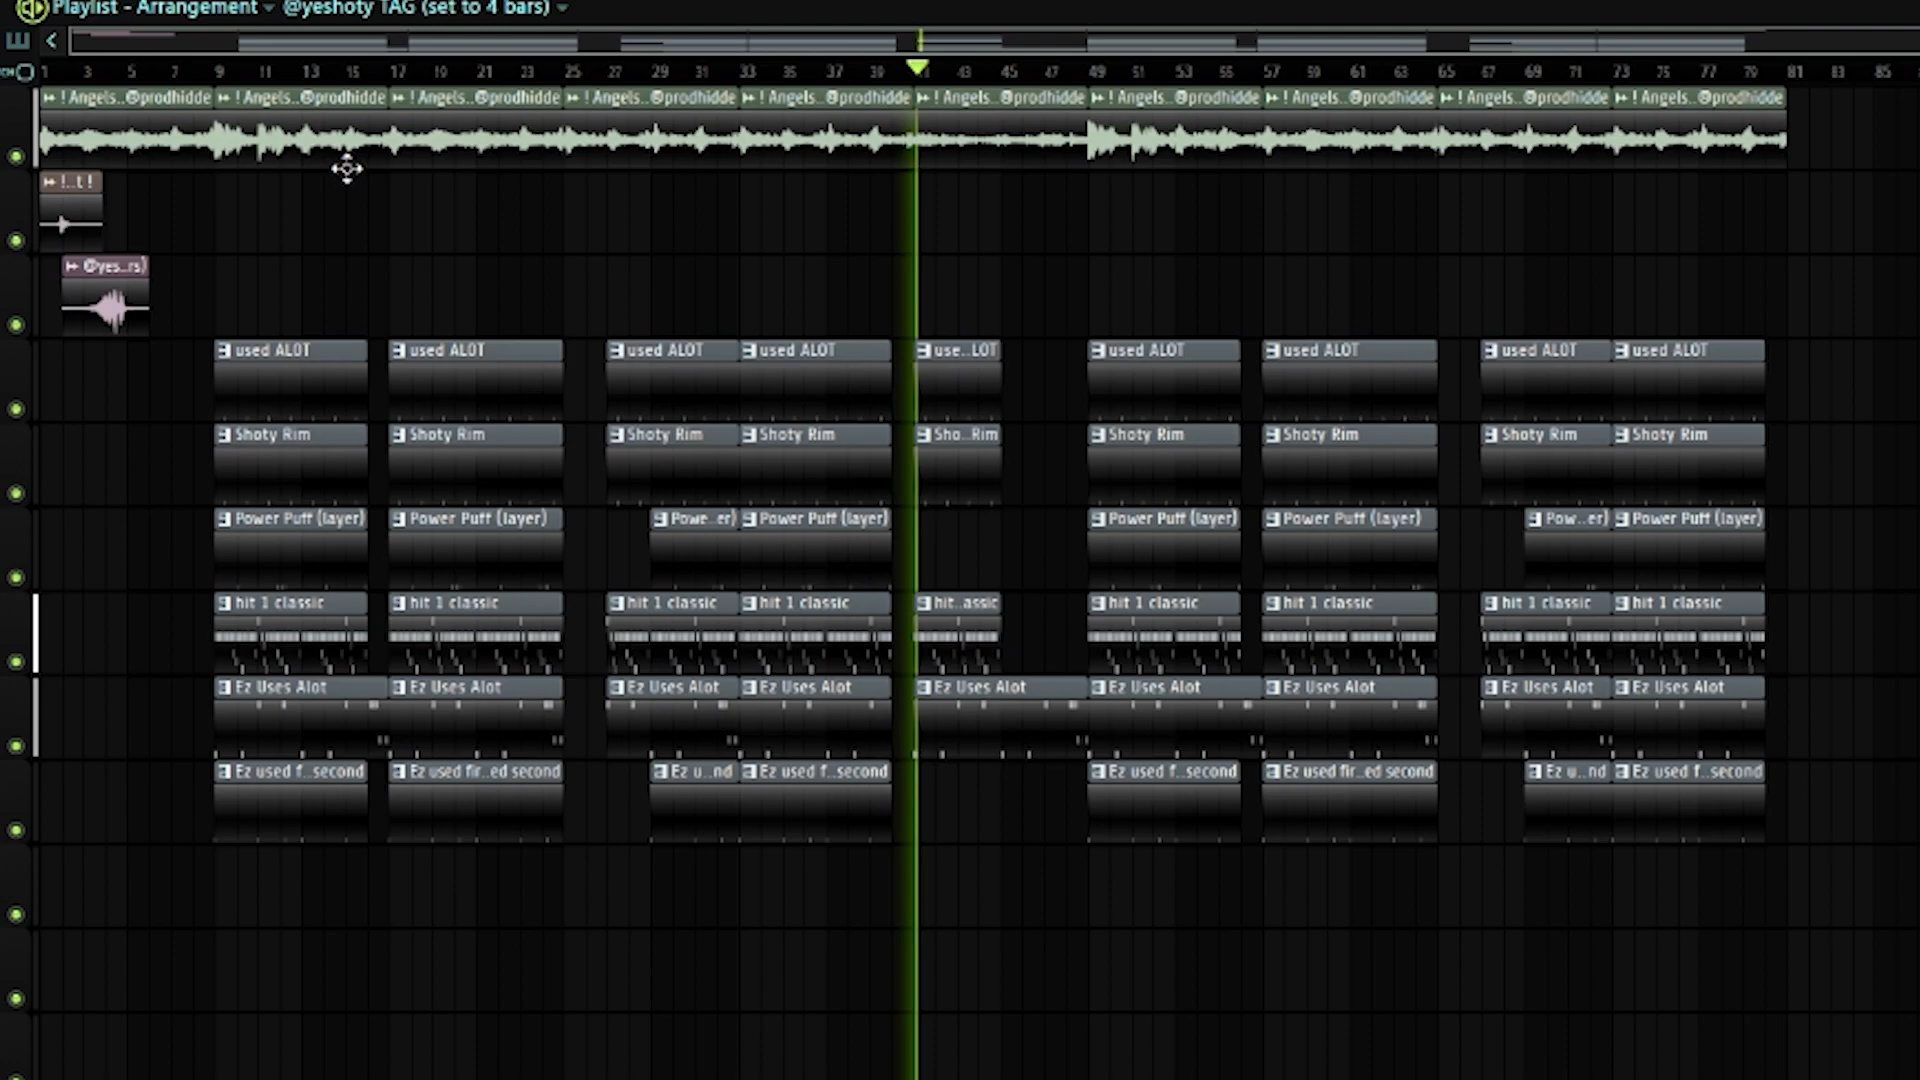 Playlist - Arrangement @yeshoty TAG (set to 4 bars)
1 3 5 7 9 11 13 15 17 19 21 23 25 27 29 31 33 35 37 39 41 43 45 47 49 51 53 55 57 59 61 63 65 67 69 71 73 75 77 79 81 83 85 87
! Angels..@prodhidde ! Angels..@prodhidde ! Angels..@prodhidde ! Angels..@prodhidde ! Angels..@prodhidde ! Angels..@prodhidde ! Angels..@prodhidde ! Angels..@prodhidde ! Angels..@prodhidde ! Angels..@prodhidde
!..t !
@yes..rs)
used ALOT used ALOT used ALOT used ALOT use..LOT used ALOT used ALOT used ALOT used ALOT
Shoty Rim Shoty Rim Shoty Rim Shoty Rim Sho..Rim Shoty Rim Shoty Rim Shoty Rim Shoty Rim
Power Puff (layer) Power Puff (layer) Powe..er) Power Puff (layer) Power Puff (layer) Power Puff (layer) Pow...er) Power Puff (layer)
hit 1 classic hit 1 classic hit 1 classic hit 1 classic hit..assic hit 1 classic hit 1 classic hit 1 classic hit 1 classic
Ez Uses Alot Ez Uses Alot Ez Uses Alot Ez Uses Alot Ez Uses Alot Ez Uses Alot Ez Uses Alot Ez Uses Alot Ez Uses Alot
Ez used f..second Ez used fir..ed second Ez u...nd Ez used f..second Ez used f..second Ez used fir..ed second Ez u...nd Ez used f..second